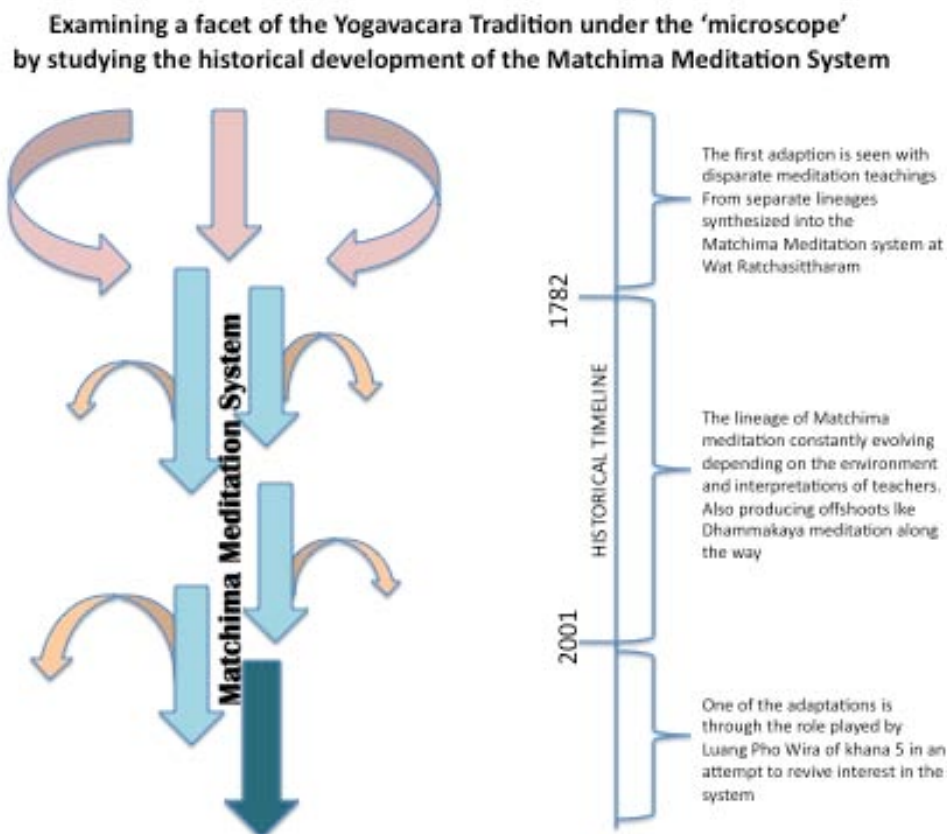 Examining a facet of the Yogavacara Tradition under the ‘microscope’
by studying the historical development of the Matchima Meditation System
The first adaption is seen with
disparate meditation teachings
From separate lineages
synthesized into the
Matchima Meditation system at
Wat Ratchasittharam
1782
Matchima Meditation System
HISTORICAL TIMELINE
The lineage of Matchima
meditation constantly evolving
depending on the environment
and interpretations of teachers.
Also producing offshoots lke
Dhammakaya meditation along
the way
2001
One of the adaptations is
through the role played by
Luang Pho Wira of khana 5 in an
attempt to revive interest in the
system